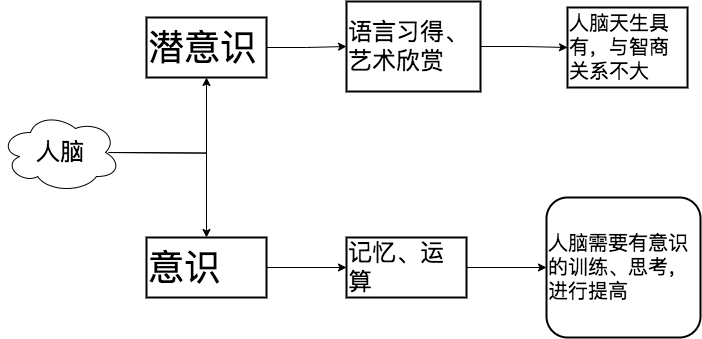 潜意识
语言习得、
艺术欣赏
人脑天生具
有，与智商
关系不大
人脑
意识
记忆、运
算
人脑需要有意识
的训练、思考，
进行提高